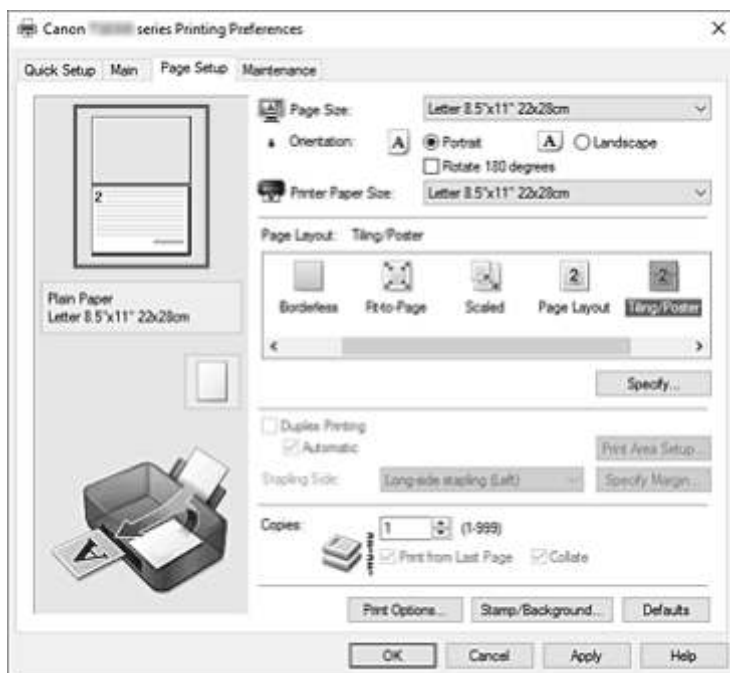 Canon series Printing Preferences
Quick Setup Main Page Setup Maintenance
Page Size: Letter 8.5"x11" 22x28cm
Orientation: A Portrait A Landscape
Rotate 180 degrees
Printer Paper Size: Letter 8.5"x11" 22x28cm
Page Layout: Tiling/Poster
2
Borderless Fit-to-Page Scaled 2 Page Layout 2 Tiling/Poster
Plain Paper
Letter 8.5"x11" 22x28cm
Specify...
Duplex Printing
Automatic
Print Area Setup...
Stapling Side: Long-side stapling (Left) Specify Margin...
Copies: 1 (1-999)
Print from Last Page Collate
A
Print Options... Stamp/Background... Defaults
OK Cancel Apply Help